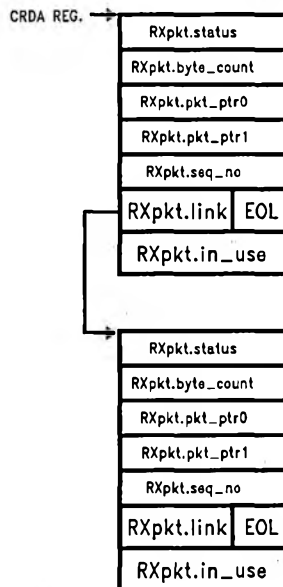 CRDA REG.
RXpkt.status
RXpkt.byte_count
RXpkt.pkt_ptr0
RXpkt.pkt_ptr1
RXpkt.seq_no
RXpkt.link EOL
RXpkt.in_use
RXpkt.status
RXpkt.byte_count
RXpkt.pkt_ptr0
RXpkt.pkt_ptr1
RXpkt.seq_no
RXpkt.link EOL
RXpkt.in_use